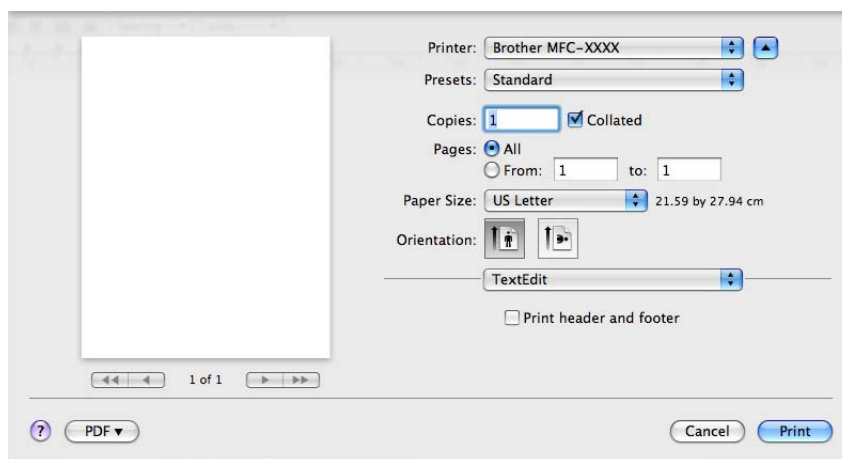 Printer: Brother MFC-XXXX
Presets: Standard
Copies: 1 Collated
Pages: All
From: 1 to: 1
Paper Size: US Letter 21.59 by 27.94 cm
Orientation:
TextEdit
Print header and footer
1 of 1
? PDF ▼ Cancel Print